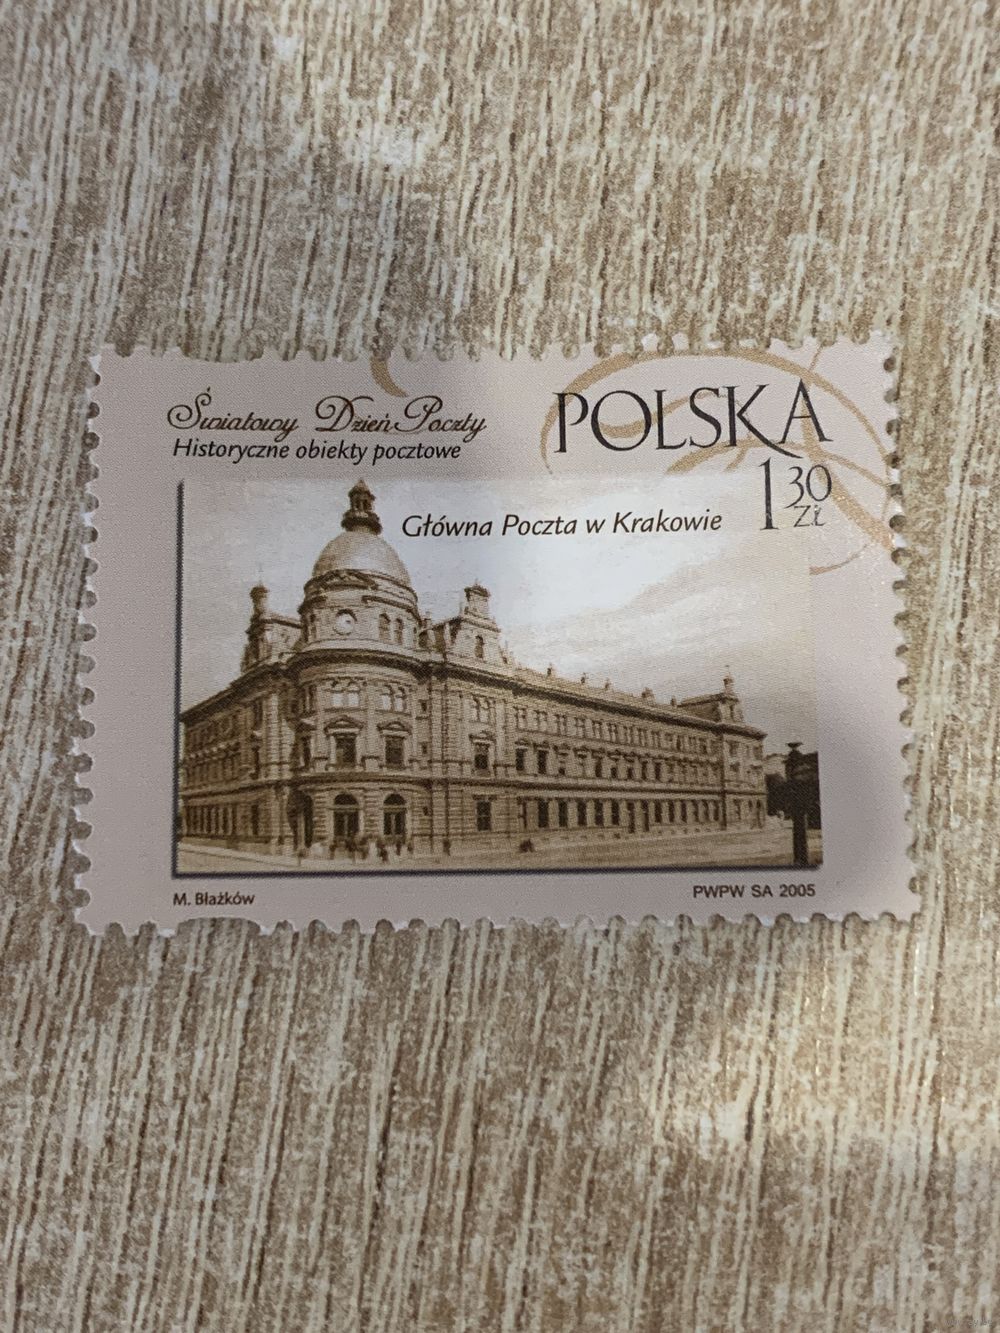 Światowy Dzień Poczty
Historyczne obiekty pocztowe
POLSKA
1 30
ZŁ
Główna Poczta w Krakowie
M. Błażków
PWPW SA 2005